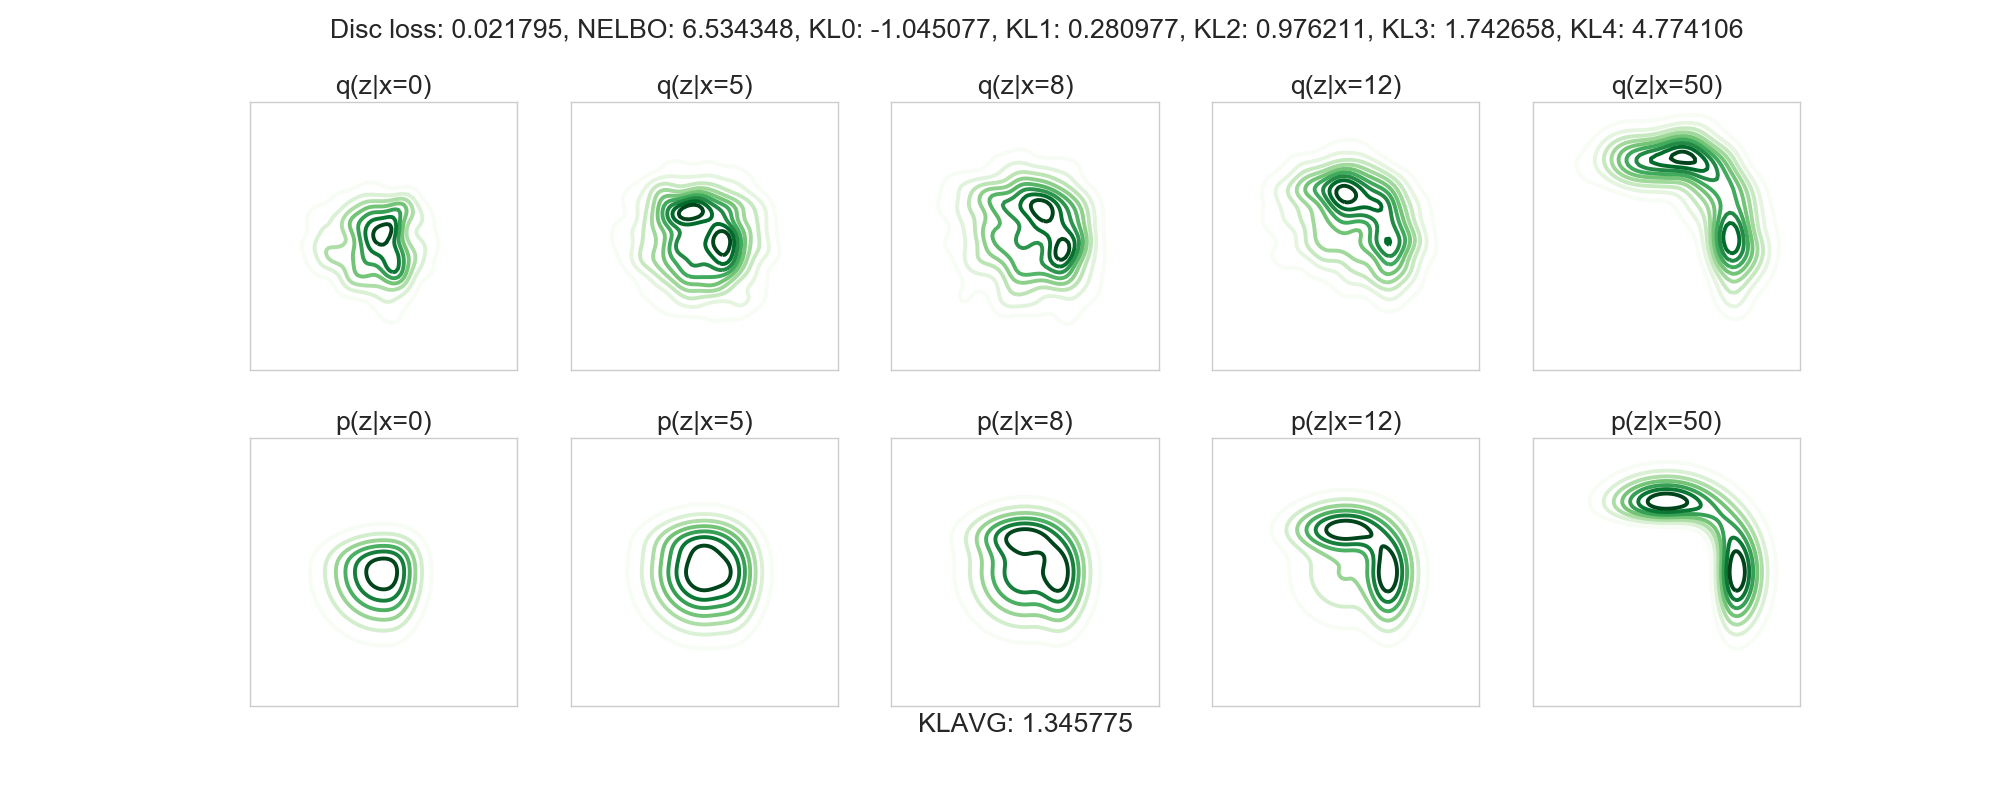 Disc loss: 0.021795, NELBO: 6.534348, KL0: -1.045077, KL1: 0.280977, KL2: 0.976211, KL3: 1.742658, KL4: 4.774106
q(z|x=0) q(z|x=5) q(z|x=8) q(z|x=12) q(z|x=50)
p(z|x=0) p(z|x=5) p(z|x=8) p(z|x=12) p(z|x=50)
KLAVG: 1.345775